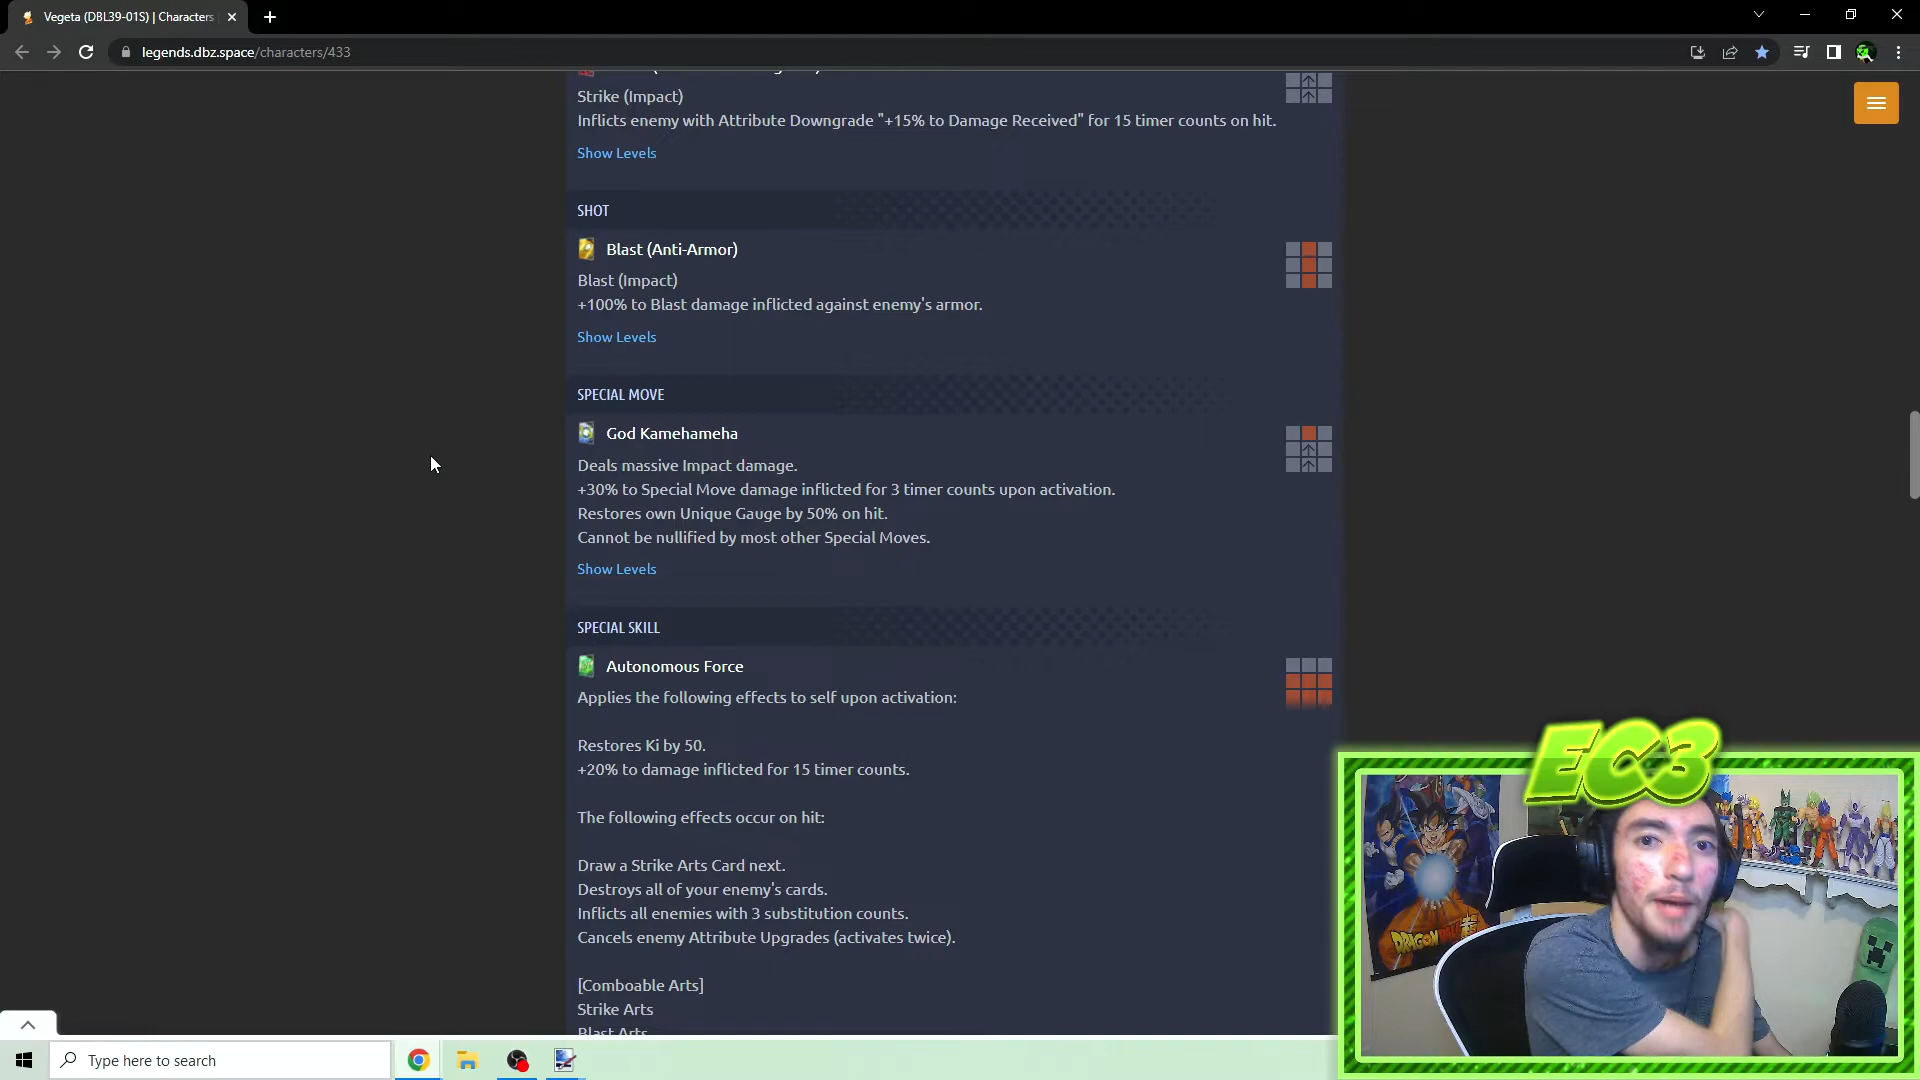 Vegeta (DBL39-01S) | Characters
legends.dbz.space/characters/433
Strike (Impact)
Inflicts enemy with Attribute Downgrade "+15% to Damage Received" for 15 timer counts on hit.
Show Levels
SHOT
Blast (Anti-Armor)
Blast (Impact)
+100% to Blast damage inflicted against enemy's armor.
Show Levels
SPECIAL MOVE
God Kamehameha
Deals massive Impact damage.
+30% to Special Move damage inflicted for 3 timer counts upon activation.
Restores own Unique Gauge by 50% on hit.
Cannot be nullified by most other Special Moves.
Show Levels
SPECIAL SKILL
Autonomous Force
Applies the following effects to self upon activation:
Restores Ki by 50.
+20% to damage inflicted for 15 timer counts.
The following effects occur on hit:
Draw a Strike Arts Card next.
Destroys all of your enemy's cards.
Inflicts all enemies with 3 substitution counts.
Cancels enemy Attribute Upgrades (activates twice).
[Comboable Arts]
Strike Arts
Blast Arts
EC3
DRAGON BALL
Type here to search